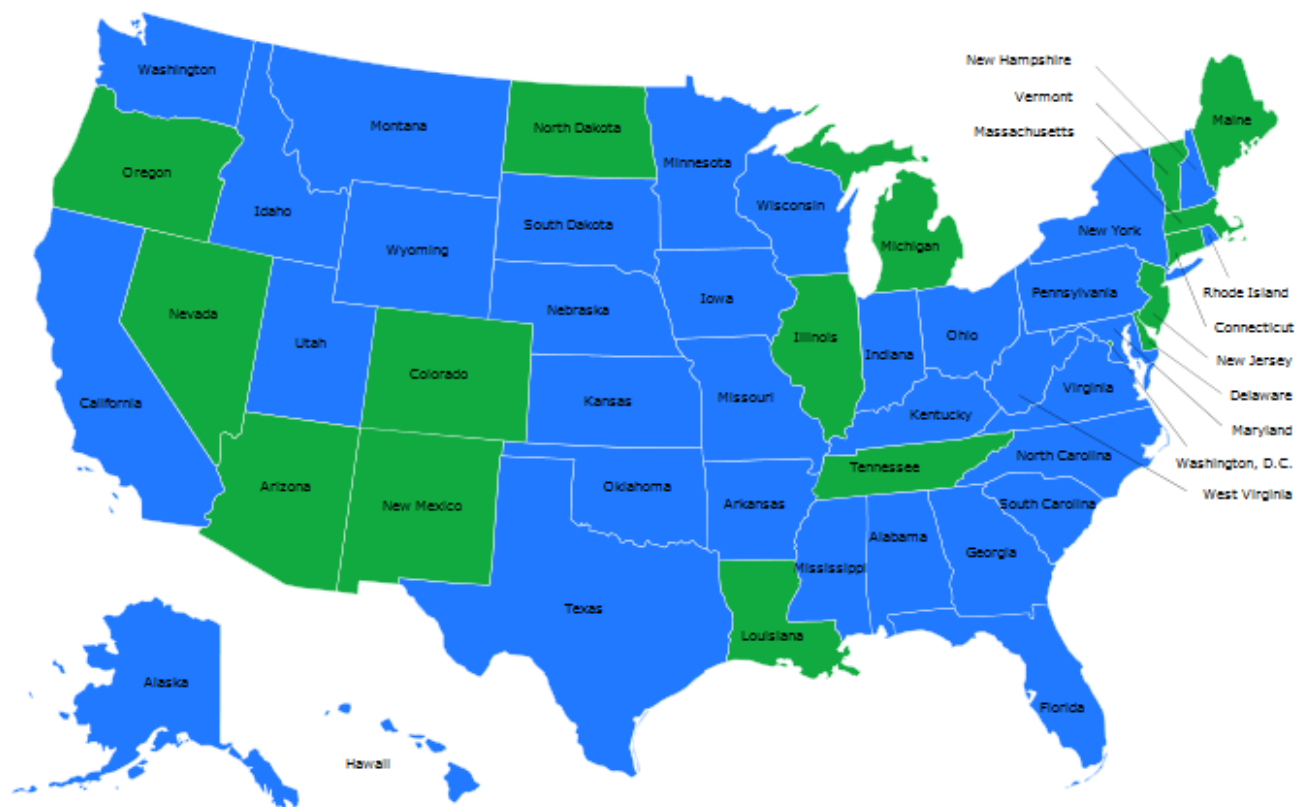 New Hampshire
Washington
Vermont
Maine
Montana
North Dakota
Massachusetts
Minnesota
Oregon
Idaho
Wisconsin
South Dakota
New York
Michigan
Wyoming
Rhode Island
Pennsylvania
Iowa
Nebraska
Nevada
Connecticut
Illinois
Ohio
Utah
Indiana
New Jersey
Colorado
Missouri
Virginia
Delaware
California
Kansas
Kentucky
Maryland
North Carolina
Washington, D.C.
Tennessee
Arizona
Oklahoma
West Virginia
New Mexico
Arkansas
South Carolina
Alabama
Georgia
Mississippi
Texas
Louisiana
Alaska
Florida
Hawaii